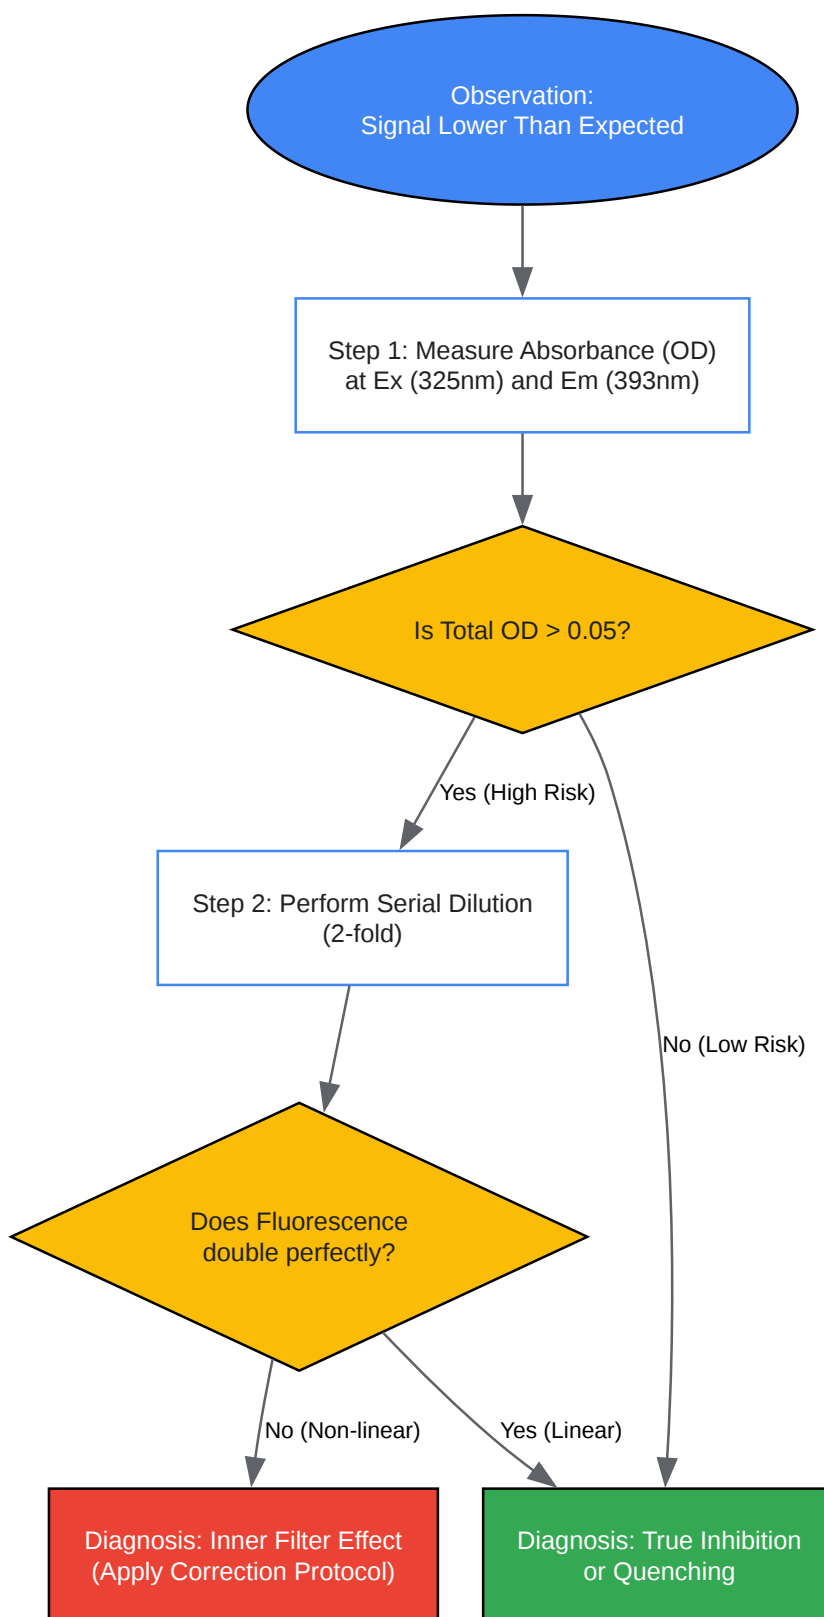 Observation:
Signal Lower Than Expected
Step 1: Measure Absorbance (OD)
at Ex (325nm) and Em (393nm)
Is Total OD > 0.05?
Yes (High Risk)
Step 2: Perform Serial Dilution
(2-fold)
No (Low Risk)
Does Fluorescence
double perfectly?
No (Non-linear)
Yes (Linear)
Diagnosis: Inner Filter Effect
(Apply Correction Protocol)
Diagnosis: True Inhibition
or Quenching